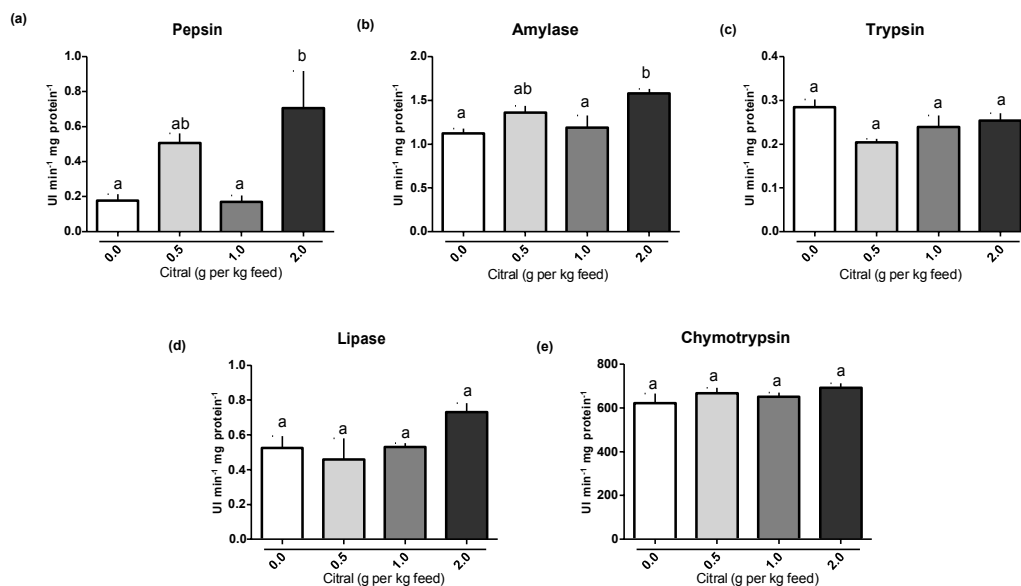 (a)
Pepsin
UI min⁻¹ mg protein⁻¹
1.0
0.8
0.6
0.4
0.2
0.0
a
ab
a
b
0.0
0.5
1.0
2.0
Citral (g per kg feed)
(b)
Amylase
UI min⁻¹ mg protein⁻¹
2.0
1.5
1.0
0.5
0.0
a
ab
a
b
0.0
0.5
1.0
2.0
Citral (g per kg feed)
(c)
Trypsin
UI min⁻¹ mg protein⁻¹
0.4
0.3
0.2
0.1
0.0
a
a
a
a
0.0
0.5
1.0
2.0
Citral (g per kg feed)
(d)
Lipase
UI min⁻¹ mg protein⁻¹
1.0
0.8
0.6
0.4
0.2
0.0
a
a
a
a
0.0
0.5
1.0
2.0
Citral (g per kg feed)
(e)
Chymotrypsin
UI min⁻¹ mg protein⁻¹
800
600
400
200
0
a
a
a
a
0.0
0.5
1.0
2.0
Citral (g per kg feed)